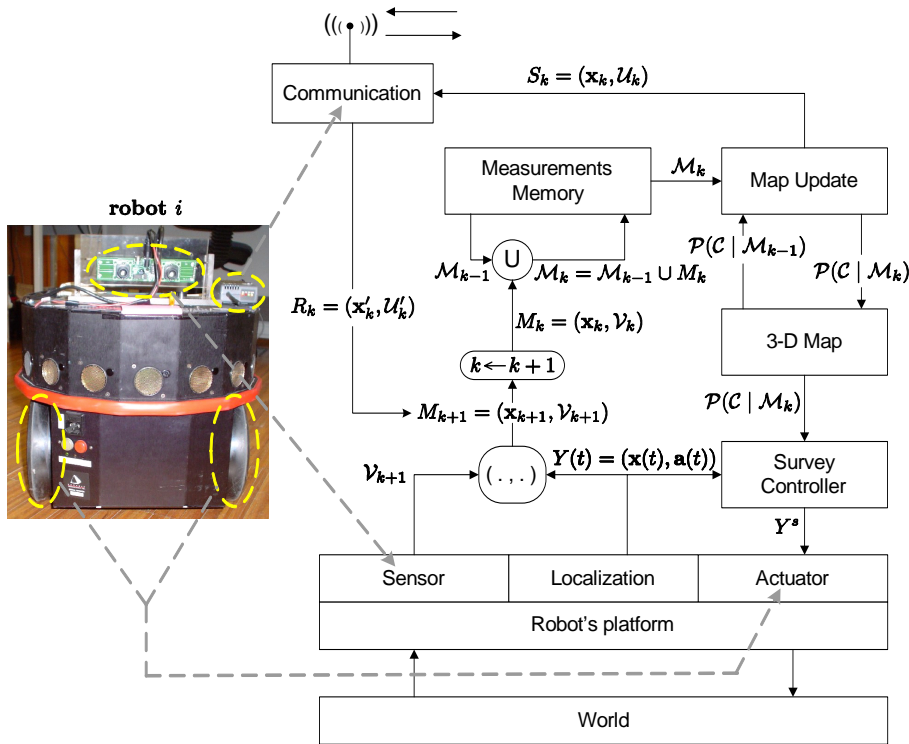 (((•)))
Communication
S_k = (x_k, U_k)
Measurements
Memory
M_k
Map Update
robot i
M_{k-1}
U
M_k = M_{k-1} ∪ M_k
P(C | M_{k-1})
P(C | M_k)
R_k = (x'_k, U'_k)
M_k = (x_k, V_k)
3-D Map
k ← k + 1
P(C | M_k)
M_{k+1} = (x_{k+1}, V_{k+1})
V_{k+1}
( . , . )
Y(t) = (x(t), a(t))
Survey
Controller
Y^s
Sensor
Localization
Actuator
Robot's platform
World